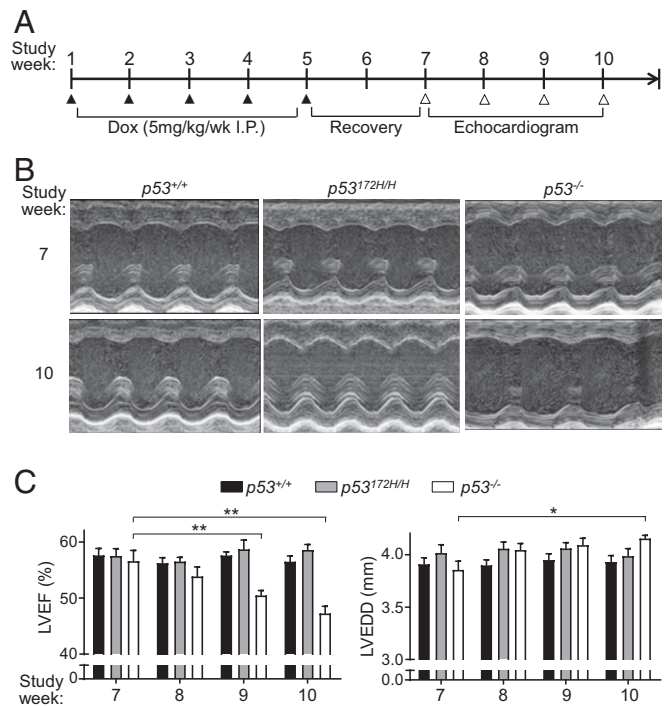 A
Study week:
1 2 3 4 5 6 7 8 9 10
Dox (5mg/kg/wk I.P.) Recovery Echocardiogram
B
Study week:
p53+/+ p53172H/H p53-/-
7
10
C
p53+/+ p53172H/H p53-/-
**
**
*
LVEF (%)
60
50
40
0
LVEDD (mm)
4.0
3.5
3.0
0.0
Study week:
7 8 9 10
7 8 9 10